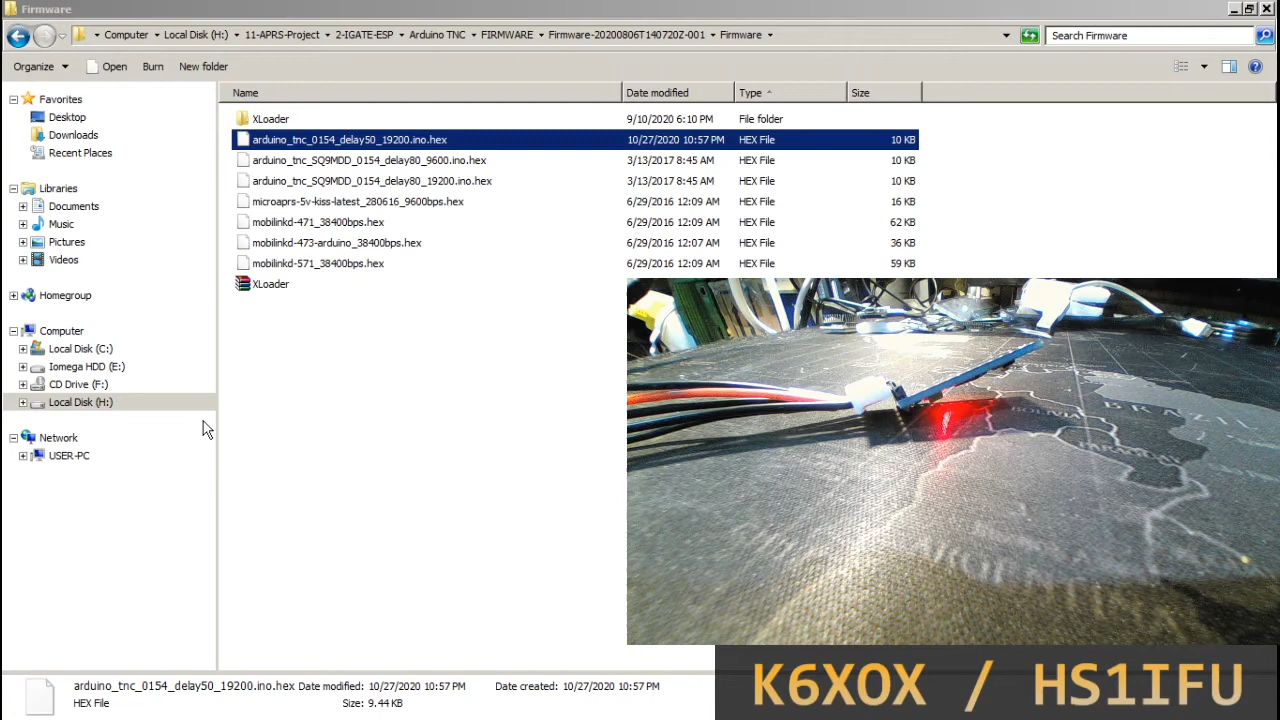 Firmware
Computer Local Disk (H:) 11-APRS-Project 2-IGATE-ESP Arduino TNC FIRMWARE Firmware-20200806T140720Z-001 Firmware Search Firmware
Organize Open Burn New folder
Favorites
Desktop
Downloads
Recent Places
Libraries
Documents
Music
Pictures
Videos
Homegroup
Computer
Local Disk (C:)
Iomega HDD (E:)
CD Drive (F:)
Local Disk (H:)
Network
USER-PC
Name Date modified Type Size
XLoader 9/10/2020 6:10 PM File folder
arduino_tnc_0154_delay50_19200.ino.hex 10/27/2020 10:57 PM HEX File 10 KB
arduino_tnc_SQ9MDD_0154_delay80_9600.ino.hex 3/13/2017 8:45 AM HEX File 10 KB
arduino_tnc_SQ9MDD_0154_delay80_19200.ino.hex 3/13/2017 8:45 AM HEX File 10 KB
microaprs-5v-kiss-latest_280616_9600bps.hex 6/29/2016 12:09 AM HEX File 16 KB
mobilinkd-471_38400bps.hex 6/29/2016 12:09 AM HEX File 62 KB
mobilinkd-473-arduino_38400bps.hex 6/29/2016 12:07 AM HEX File 36 KB
mobilinkd-571_38400bps.hex 6/29/2016 12:09 AM HEX File 59 KB
XLoader
BRAZIL
BOLIVIA
PARAGUAY
ARGENTINA
K6XOX / HS1IFU
arduino_tnc_0154_delay50_19200.ino.hex Date modified: 10/27/2020 10:57 PM Date created: 10/27/2020 10:57 PM
HEX File Size: 9.44 KB